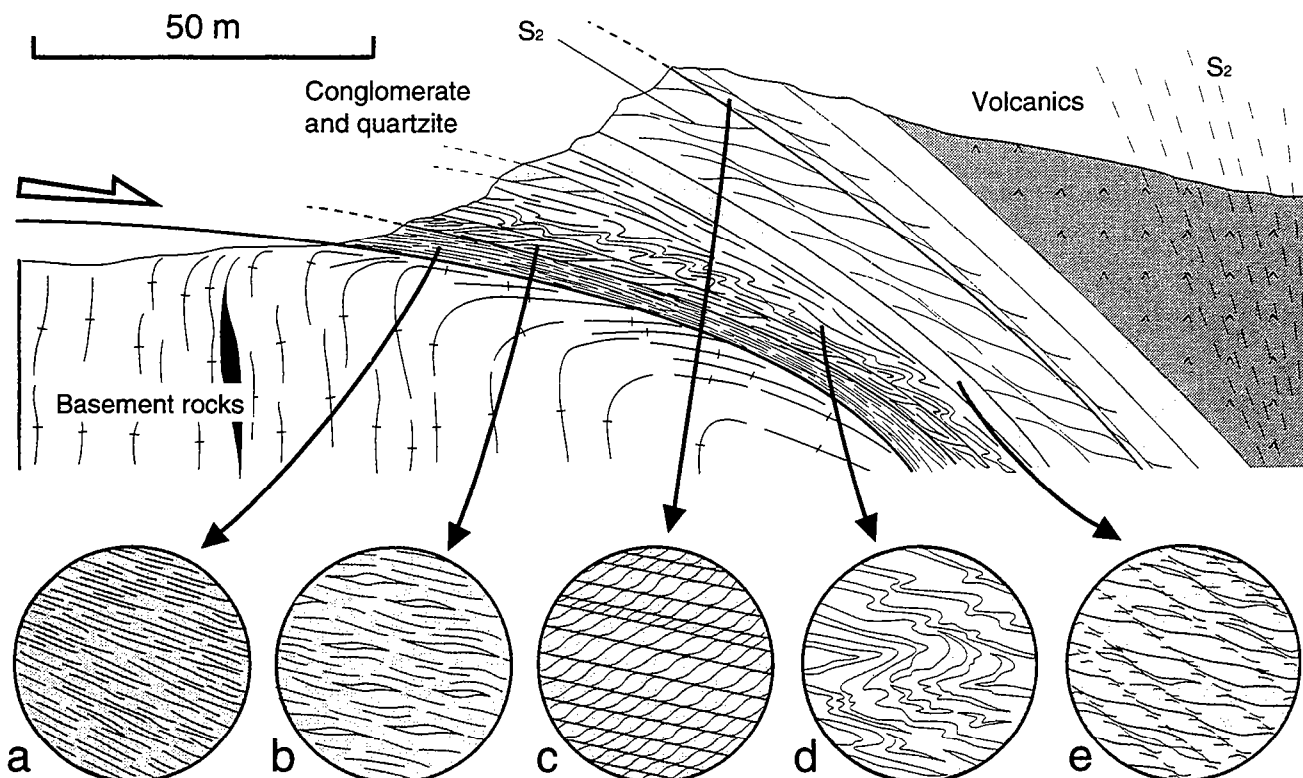 50 m
S₂
Conglomerate
and quartzite
Volcanics
S₂
Basement rocks
a
b
c
d
e